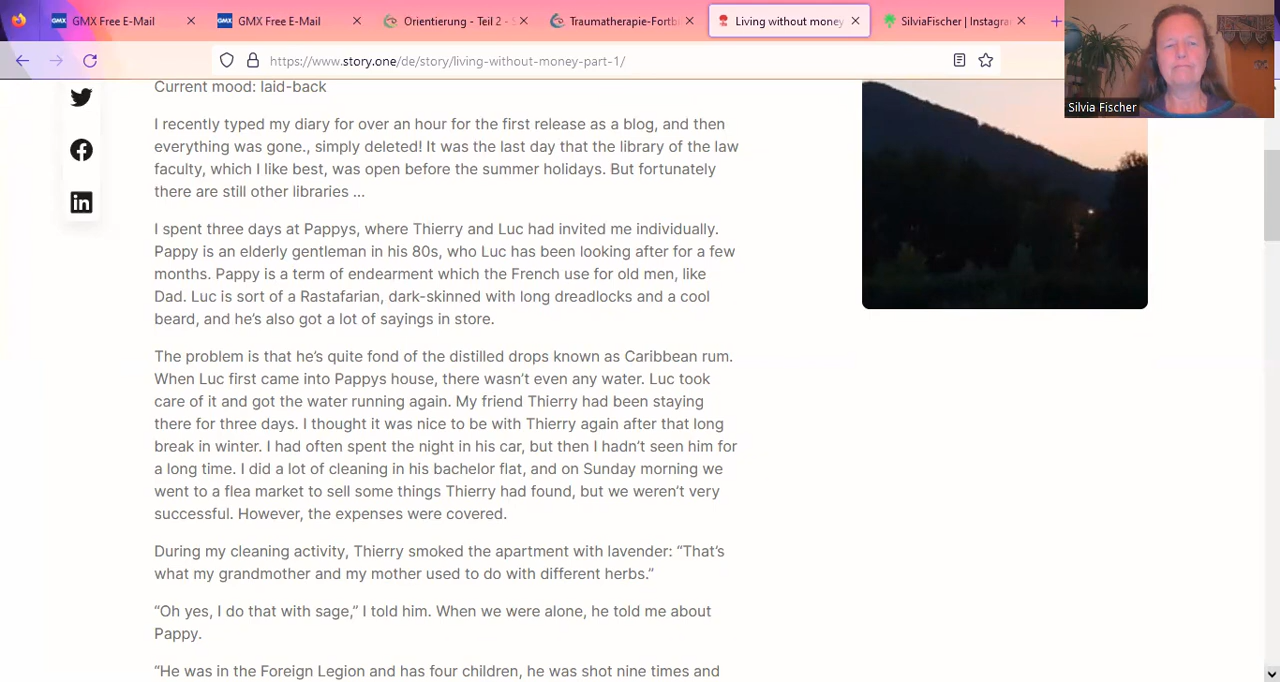 GMX GMX Free E-Mail
GMX GMX Free E-Mail
Orientierung - Teil 2 - S
Traumatherapie-Fortb
Living without money
SilviaFischer | Instagra
https://www.story.one/de/story/living-without-money-part-1/
Silvia Fischer
Current mood: laid-back
I recently typed my diary for over an hour for the first release as a blog, and then
everything was gone., simply deleted! It was the last day that the library of the law
faculty, which I like best, was open before the summer holidays. But fortunately
there are still other libraries ...
I spent three days at Pappys, where Thierry and Luc had invited me individually.
Pappy is an elderly gentleman in his 80s, who Luc has been looking after for a few
months. Pappy is a term of endearment which the French use for old men, like
Dad. Luc is sort of a Rastafarian, dark-skinned with long dreadlocks and a cool
beard, and he's also got a lot of sayings in store.
The problem is that he's quite fond of the distilled drops known as Caribbean rum.
When Luc first came into Pappys house, there wasn't even any water. Luc took
care of it and got the water running again. My friend Thierry had been staying
there for three days. I thought it was nice to be with Thierry again after that long
break in winter. I had often spent the night in his car, but then I hadn't seen him for
a long time. I did a lot of cleaning in his bachelor flat, and on Sunday morning we
went to a flea market to sell some things Thierry had found, but we weren't very
successful. However, the expenses were covered.
During my cleaning activity, Thierry smoked the apartment with lavender: “That's
what my grandmother and my mother used to do with different herbs.”
“Oh yes, I do that with sage,” I told him. When we were alone, he told me about
Pappy.
“He was in the Foreign Legion and has four children, he was shot nine times and